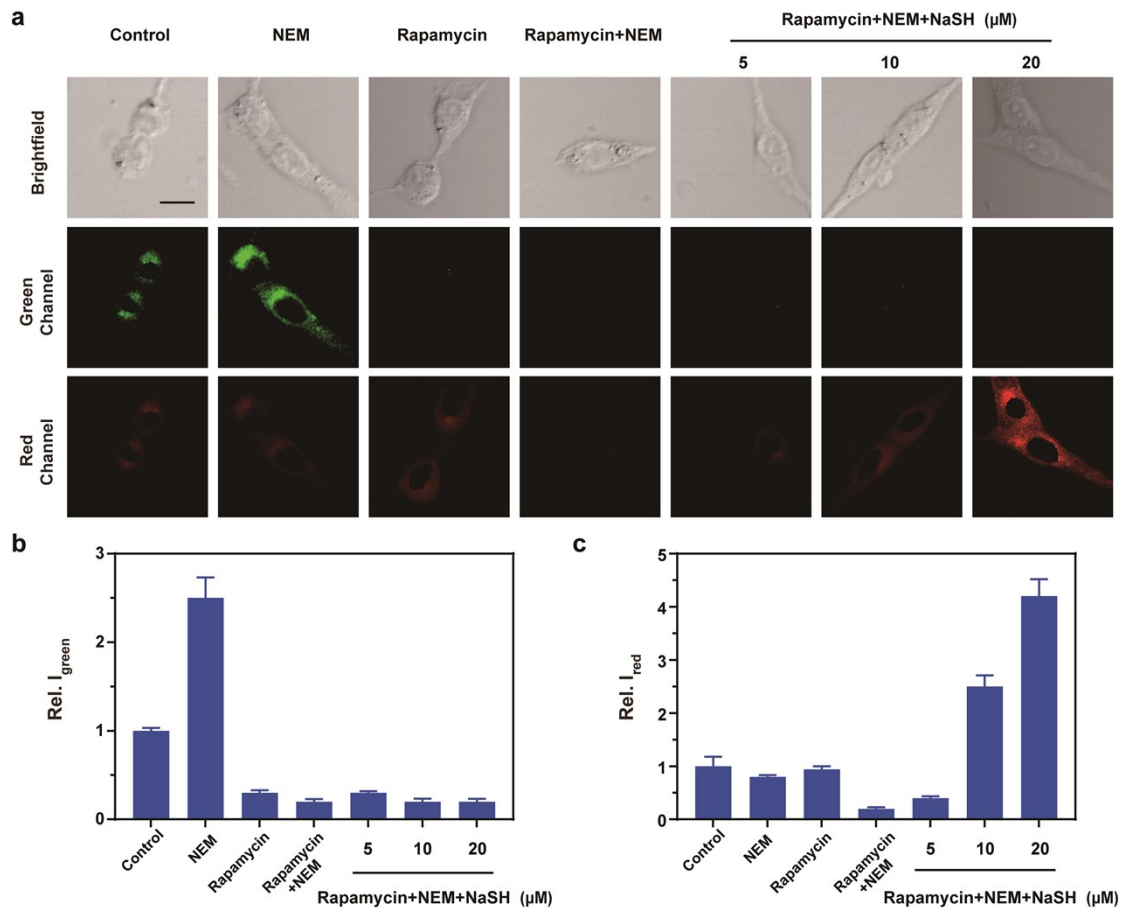 a
Control
NEM
Rapamycin
Rapamycin+NEM
Rapamycin+NEM+NaSH (μM)
5
10
20
Brightfield
Green
Channel
Red
Channel
b
Rel. Igreen
3
2
1
0
Control
NEM
Rapamycin
Rapamycin
+NEM
5
10
20
Rapamycin+NEM+NaSH (μM)
c
Rel. Ired
5
4
3
2
1
0
Control
NEM
Rapamycin
Rapamycin
+NEM
5
10
20
Rapamycin+NEM+NaSH (μM)